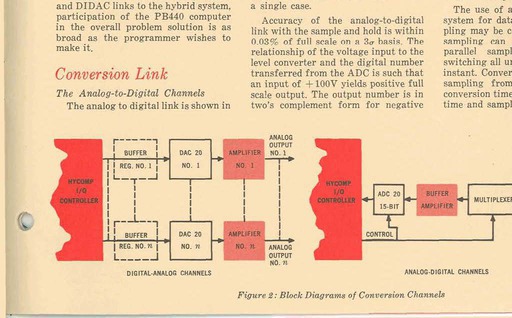 and DIDAC links to the hybrid system,
participation of the PB440 computer
in the overall problem solution is as
broad as the programmer wishes to
make it.
Conversion Link
The Analog-to-Digital Channels
The analog to digital link is shown in
a single case.
Accuracy of the analog-to-digital
link with the sample and hold is within
0.03% of full scale on a 3σ basis. The
relationship of the voltage input to the
level converter and the digital number
transferred from the ADC is such that
an input of +100V yields positive full
scale output. The output number is in
two's complement form for negative
The use of a
system for data
pling may be c
sampling can
parallel sampl
switching all un
instant. Conver
sampling from
conversion time
time and sampl
HYCOMP
I/O
CONTROLLER
BUFFER
REG. NO. 1
DAC 20
NO. 1
AMPLIFIER
NO. 1
ANALOG
OUTPUT
NO. 1
BUFFER
REG. NO. n
DAC 20
NO. n
AMPLIFIER
NO. n
ANALOG
OUTPUT
NO. n
DIGITAL-ANALOG CHANNELS
HYCOMP
I/O
CONTROLLER
ADC 20
15-BIT
BUFFER
AMPLIFIER
MULTIPLEXE
CONTROL
ANALOG-DIGITAL CHANNELS
Figure 2: Block Diagrams of Conversion Channels